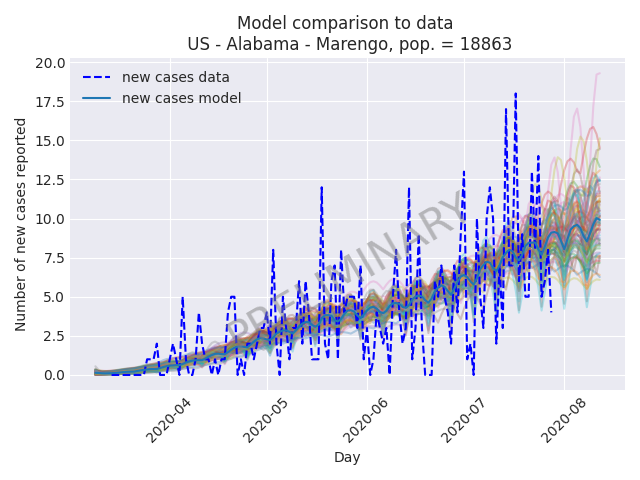 Model comparison to data
US - Alabama - Marengo, pop. = 18863
new cases data
new cases model
PRELIMINARY
Number of new cases reported
20.0
17.5
15.0
12.5
10.0
7.5
5.0
2.5
0.0
2020-04
2020-05
2020-06
2020-07
2020-08
Day